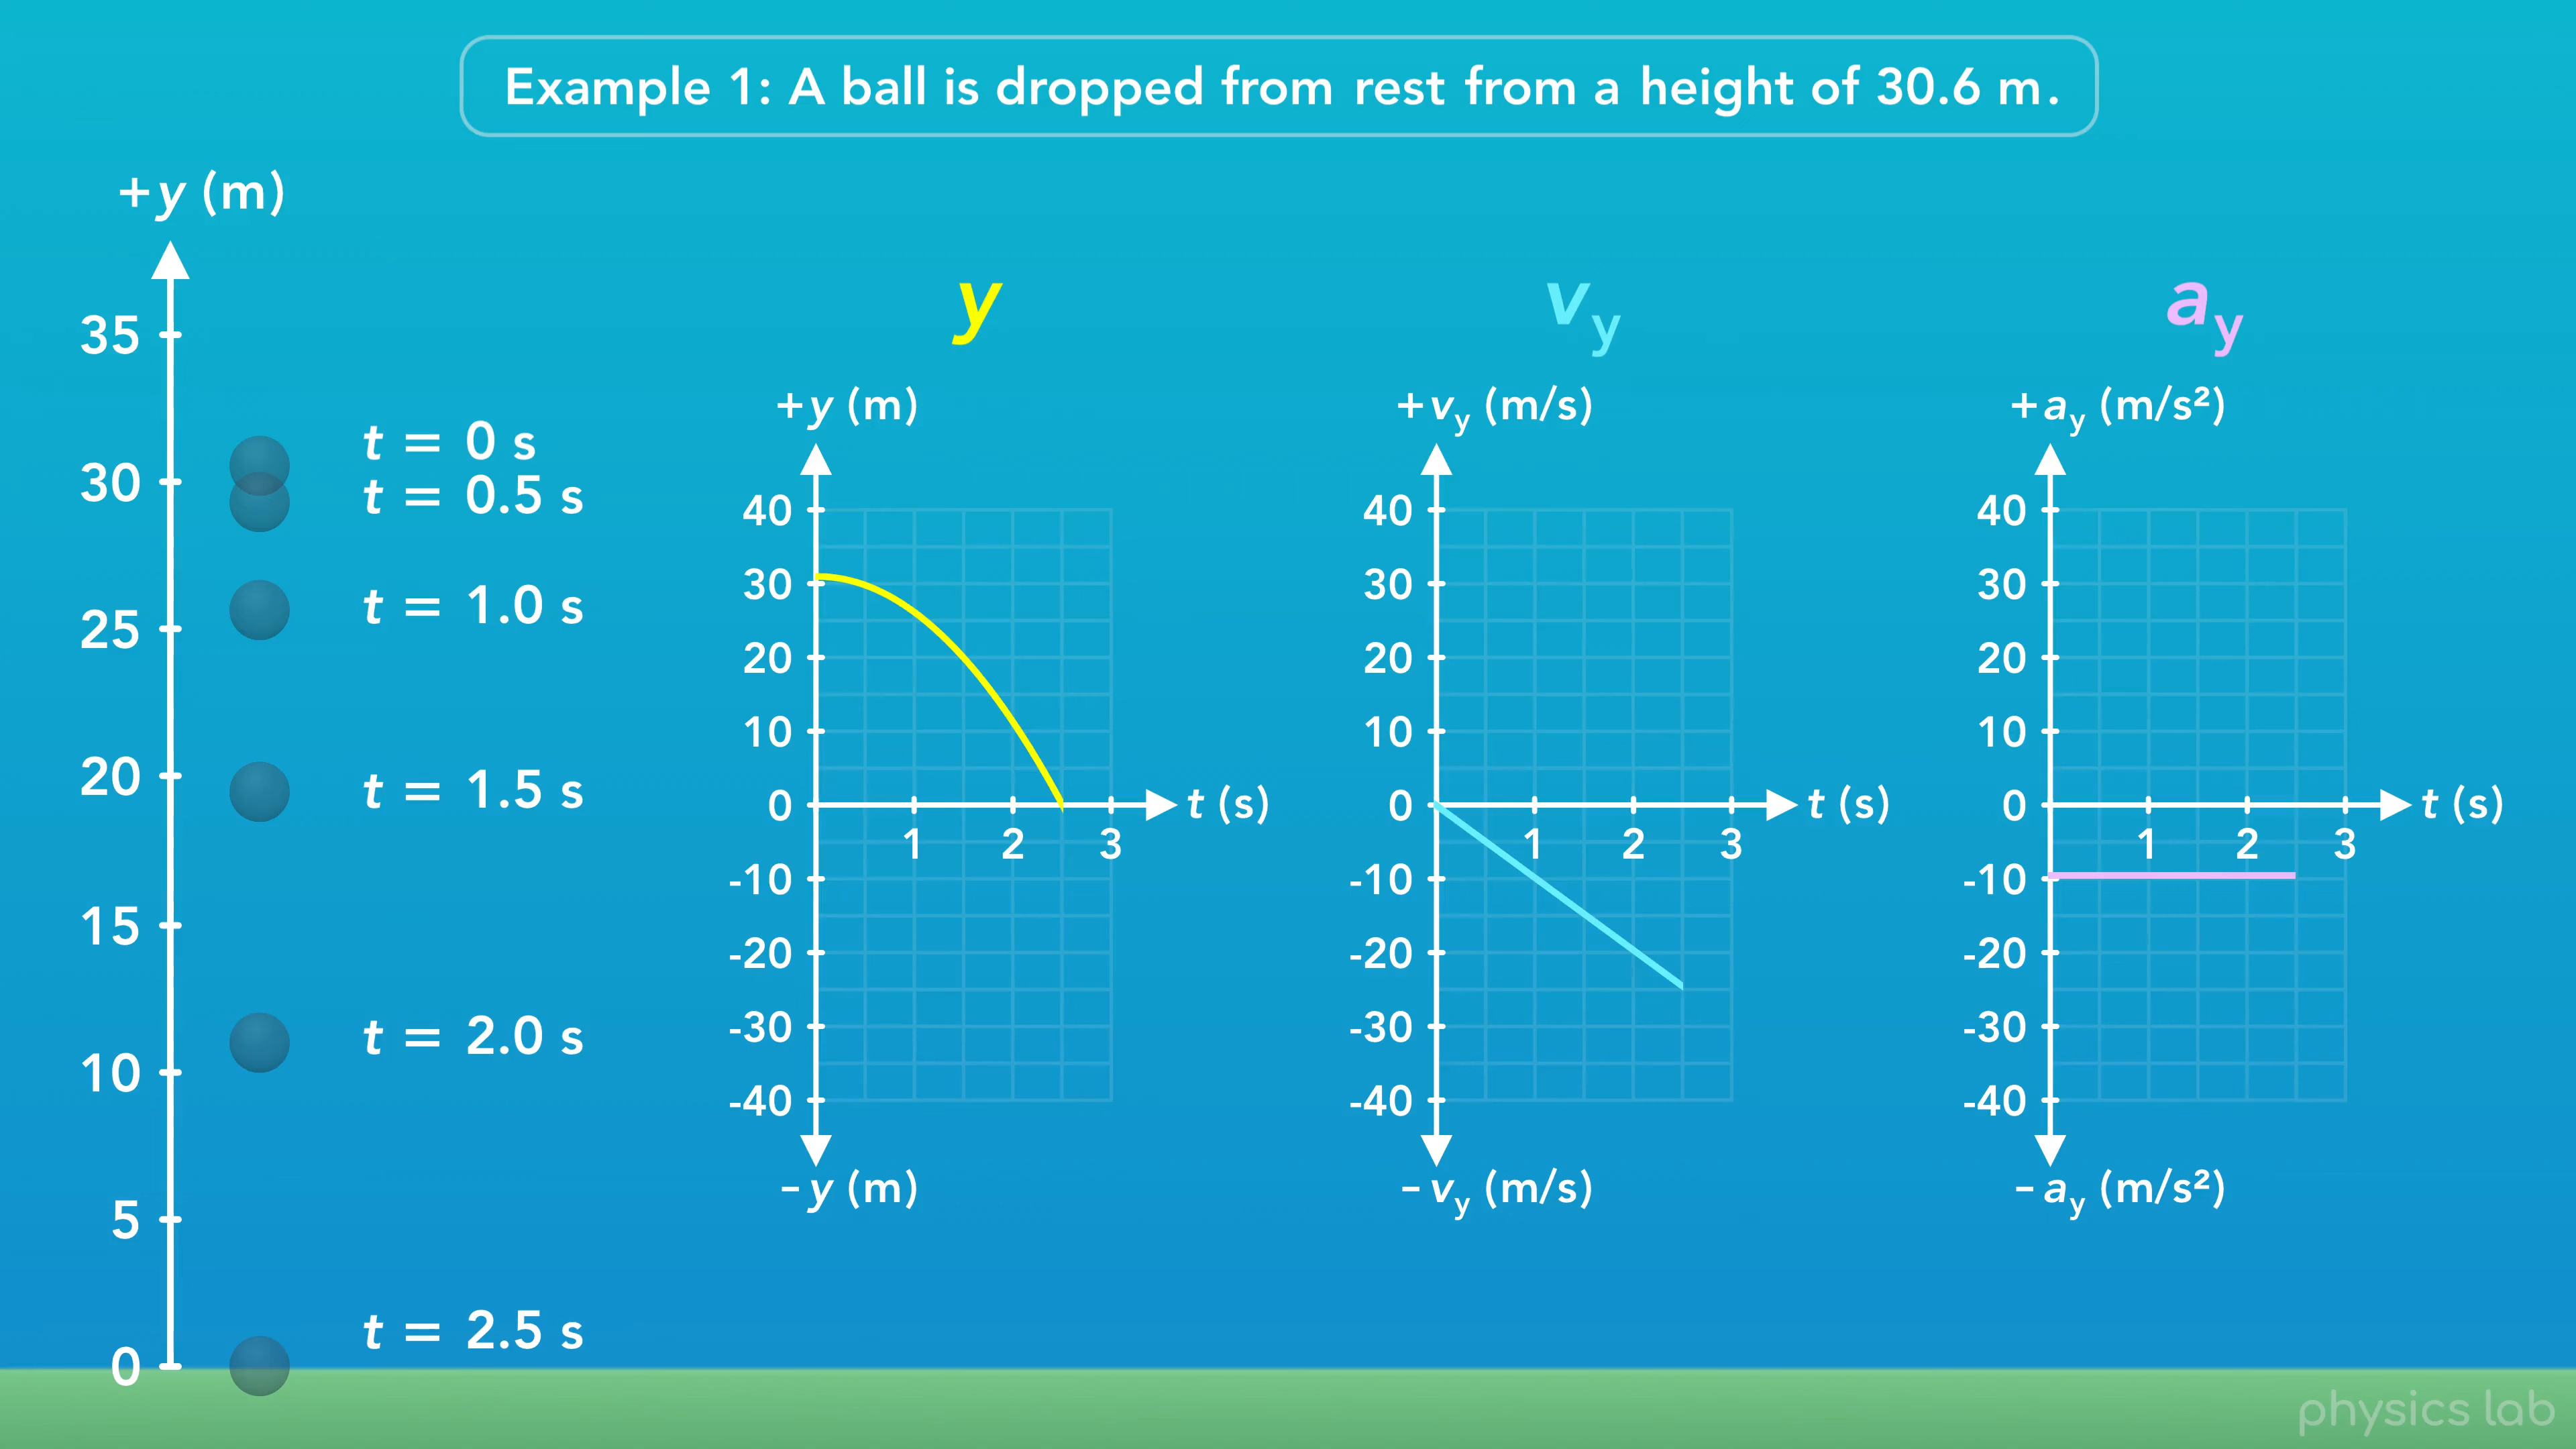 Example 1: A ball is dropped from rest from a height of 30.6 m.
+y (m)
35
30
25
20
15
10
5
0
t = 0 s
t = 0.5 s
t = 1.0 s
t = 1.5 s
t = 2.0 s
t = 2.5 s
y
+y (m)
40
30
20
10
0
-10
-20
-30
-40
1 2 3
t (s)
–y (m)
vy
+vy (m/s)
40
30
20
10
0
-10
-20
-30
-40
1 2 3
t (s)
–vy (m/s)
ay
+ay (m/s²)
40
30
20
10
0
-10
-20
-30
-40
1 2 3
t (s)
–ay (m/s²)
physics lab